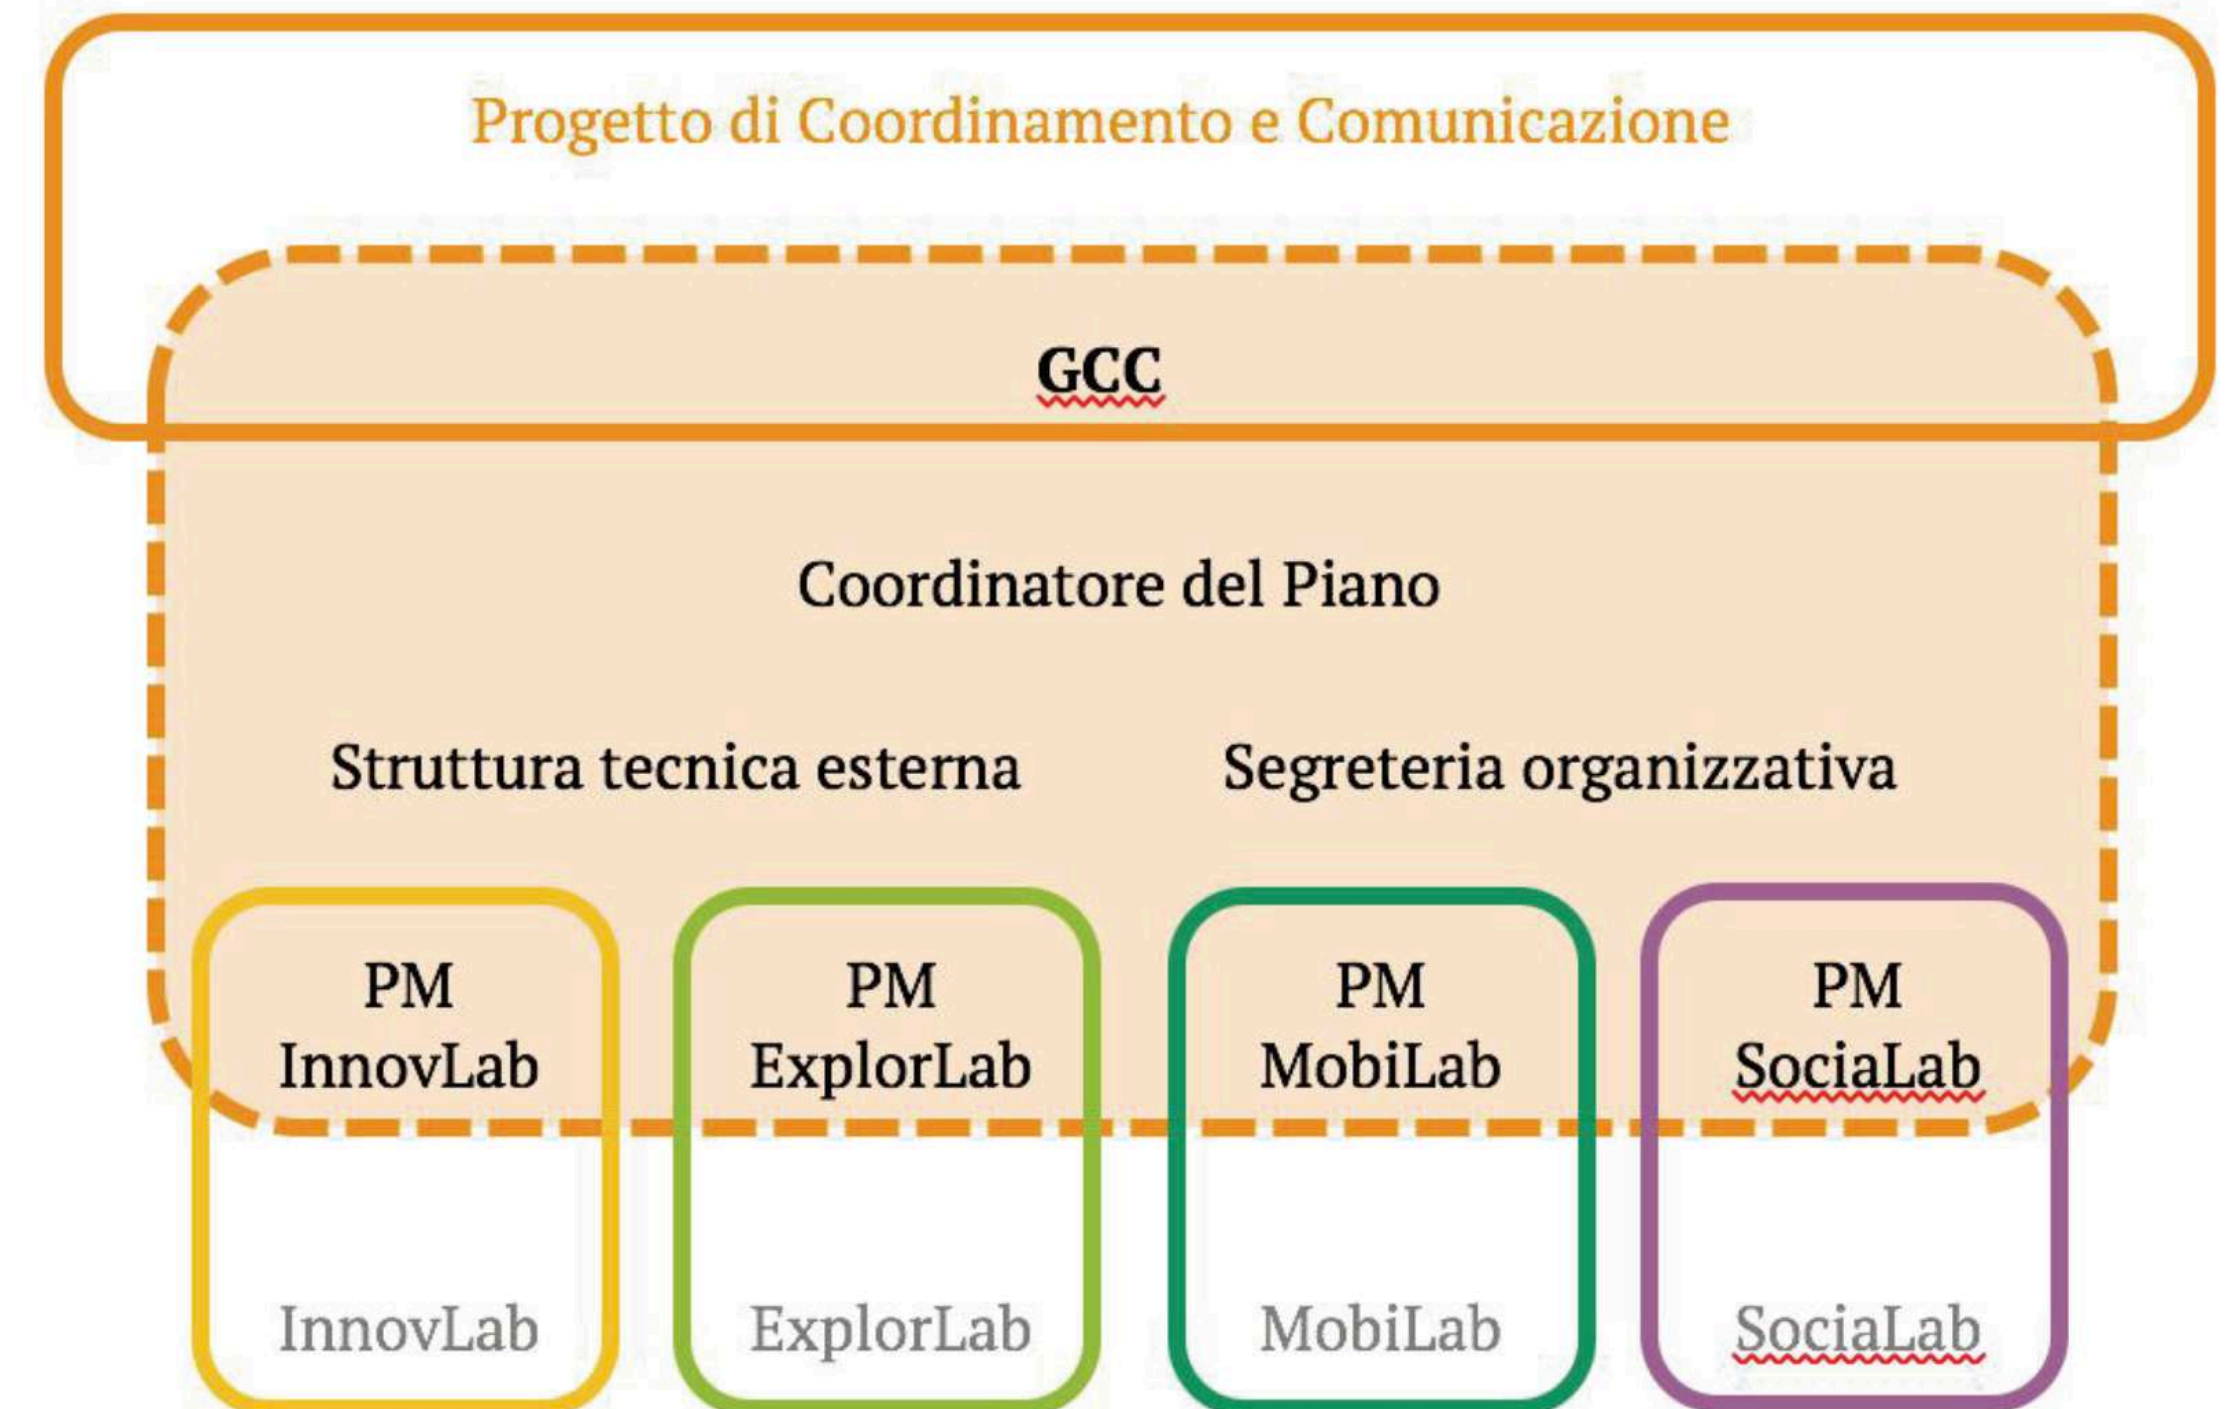 Progetto di Coordinamento e Comunicazione
GCC
Coordinatore del Piano
Struttura tecnica esterna
Segreteria organizzativa
PM
InnovLab
PM
ExplorLab
PM
MobiLab
PM
SociaLab
InnovLab
ExplorLab
MobiLab
SociaLab